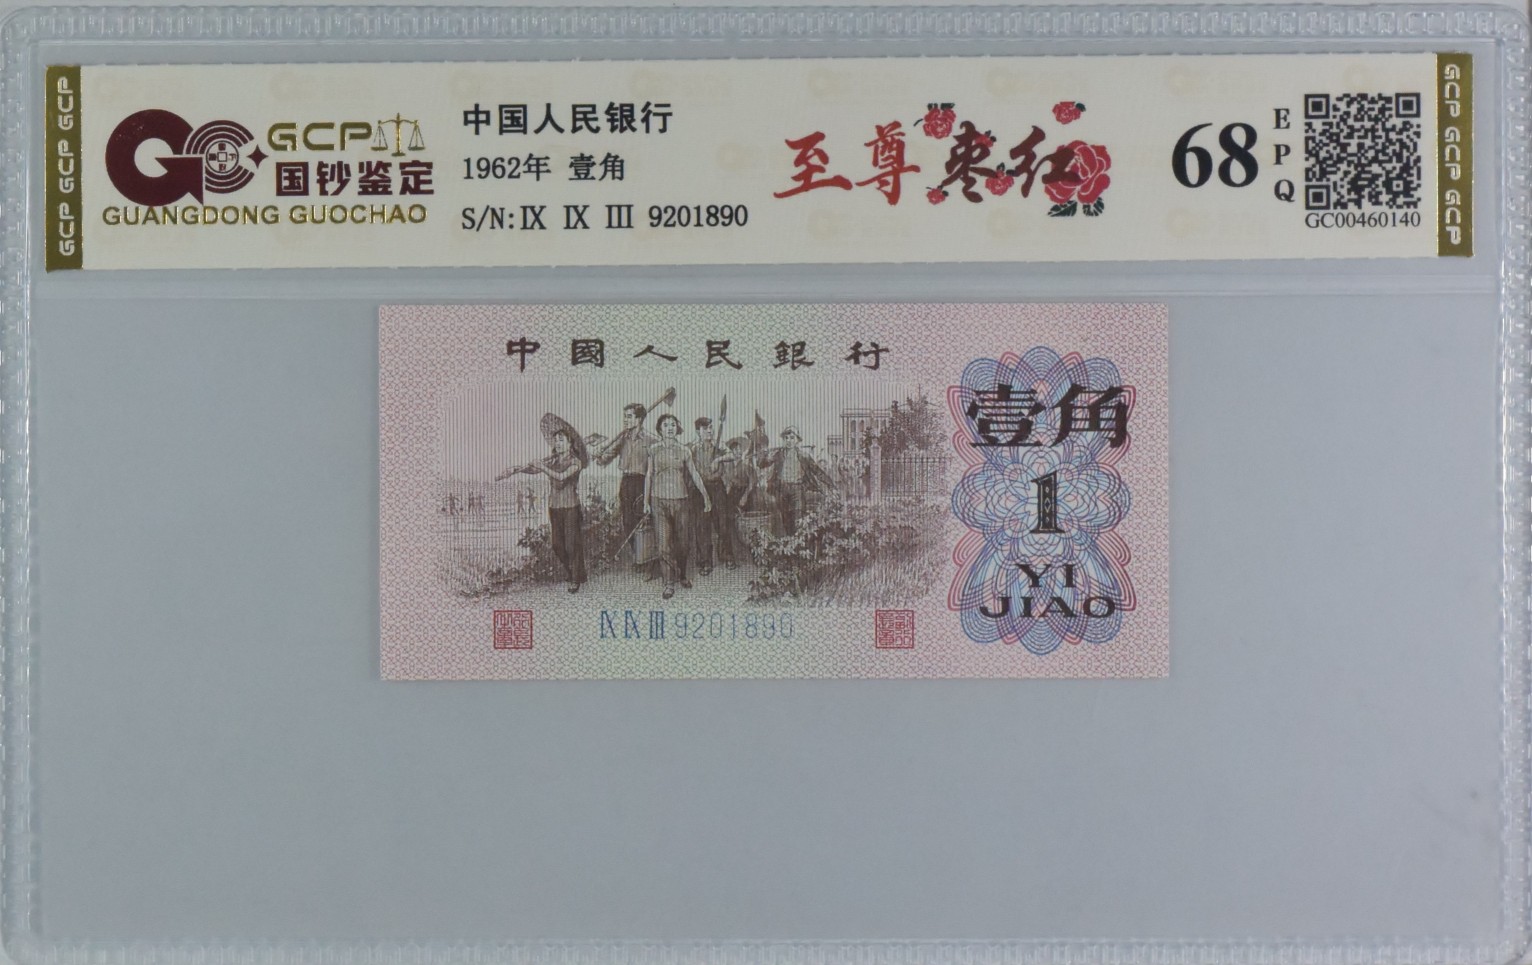 GCP GCP GCP
GCP
国钞鉴定
GUANGDONG GUOCHAO
中国人民银行
1962年 壹角
S/N: Ⅸ Ⅸ Ⅲ 9201890
至尊枣红
68
EPQ
GC00460140
GCP GCP GCP
中國人民銀行
壹角
1
YI
JIAO
ⅨⅨⅢ 9201890